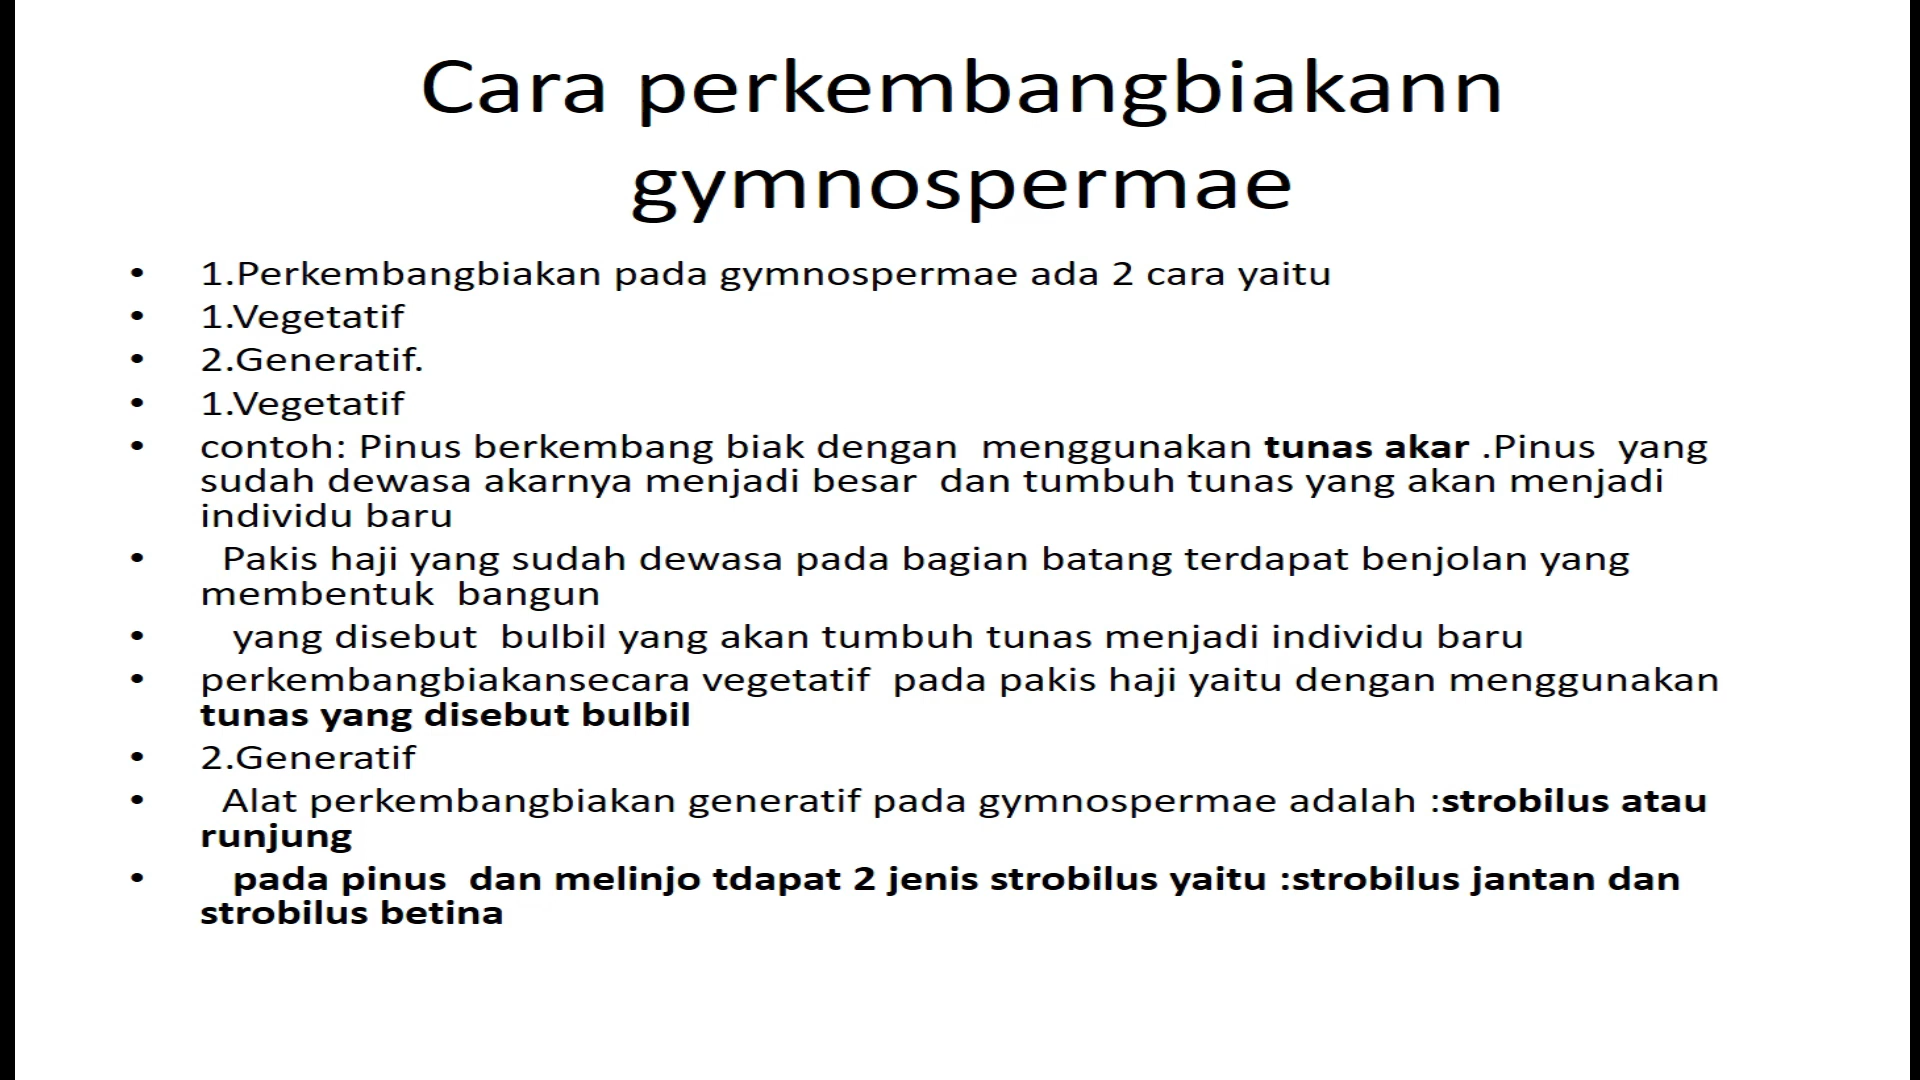 Cara perkembangbiakann
gymnospermae
• 1.Perkembangbiakan pada gymnospermae ada 2 cara yaitu
• 1.Vegetatif
• 2.Generatif.
• 1.Vegetatif
• contoh: Pinus berkembang biak dengan  menggunakan tunas akar .Pinus  yang
sudah dewasa akarnya menjadi besar  dan tumbuh tunas yang akan menjadi
individu baru
• Pakis haji yang sudah dewasa pada bagian batang terdapat benjolan yang
membentuk  bangun
• yang disebut  bulbil yang akan tumbuh tunas menjadi individu baru
• perkembangbiakansecara vegetatif  pada pakis haji yaitu dengan menggunakan
tunas yang disebut bulbil
• 2.Generatif
• Alat perkembangbiakan generatif pada gymnospermae adalah :strobilus atau
runjung
• pada pinus  dan melinjo tdapat 2 jenis strobilus yaitu :strobilus jantan dan
strobilus betina